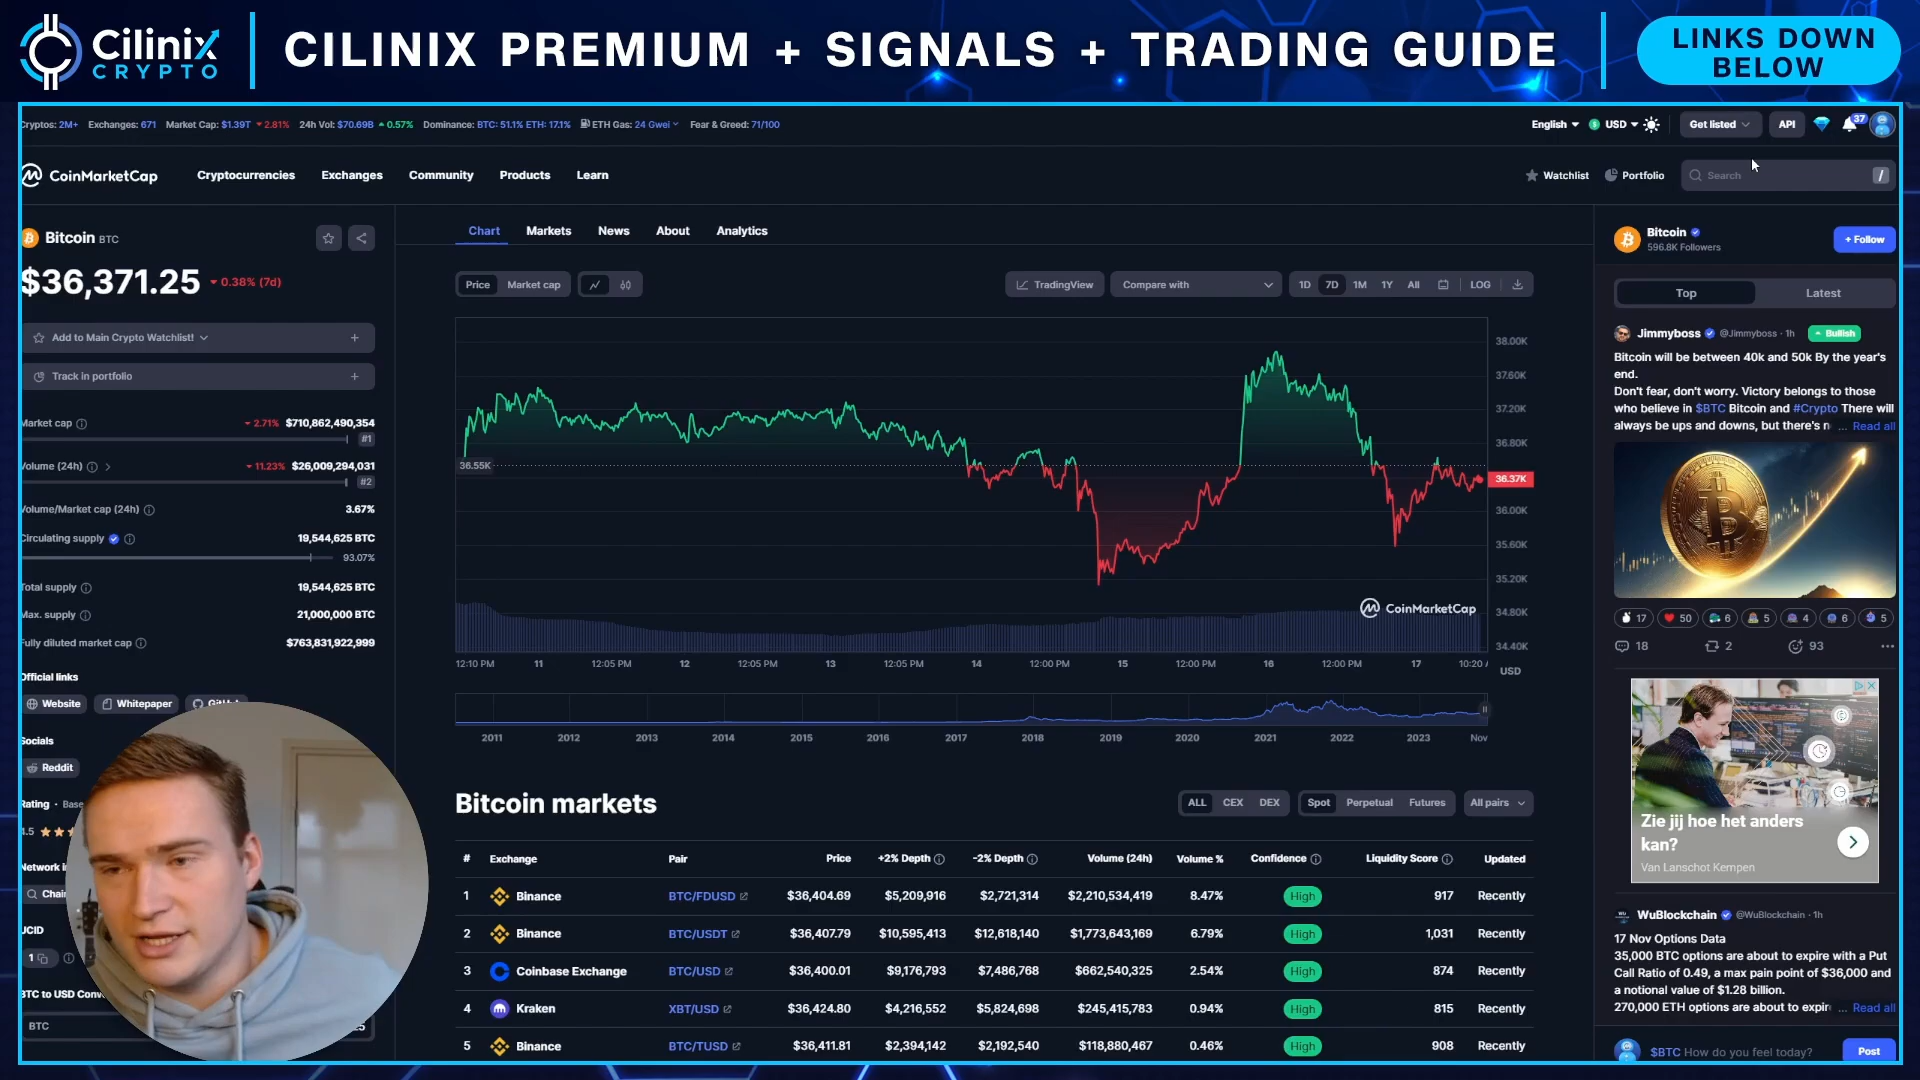 Cilinix
CRYPTO
CILINIX PREMIUM + SIGNALS + TRADING GUIDE
LINKS DOWN
BELOW
Cryptos: 2M+ Exchanges: 671 Market Cap: $1.39T 2.81% 24h Vol: $70.69B 0.57% Dominance: BTC: 51.1% ETH: 17.1% ETH Gas: 24 Gwei Fear & Greed: 71/100
English USD Get listed API 37
CoinMarketCap Cryptocurrencies Exchanges Community Products Learn
Watchlist Portfolio Search /
Bitcoin BTC
$36,371.25 0.38% (7d)
Add to Main Crypto Watchlist! +
Track in portfolio +
Market cap 2.71% $710,862,490,354
#1
Volume (24h) 11.23% $26,009,294,031
#2
Volume/Market cap (24h) 3.67%
Circulating supply 19,544,625 BTC
93.07%
Total supply 19,544,625 BTC
Max. supply 21,000,000 BTC
Fully diluted market cap $763,831,922,999
Official links
Website Whitepaper
Socials
Reddit
Rating · Base
4.5
Network i
Chai
UCID
1
BTC to USD Conv
BTC
Chart Markets News About Analytics
Price Market cap
TradingView Compare with 1D 7D 1M 1Y All LOG
38.00K
37.60K
37.20K
36.80K
36.55K
36.37K
36.00K
35.60K
35.20K
34.80K
34.40K
CoinMarketCap
12:10 PM 11 12:05 PM 12 12:05 PM 13 12:05 PM 14 12:00 PM 15 12:00 PM 16 12:00 PM 17 10:20
USD
2011 2012 2013 2014 2015 2016 2017 2018 2019 2020 2021 2022 2023 Nov
Bitcoin markets
ALL CEX DEX Spot Perpetual Futures All pairs
# Exchange Pair Price +2% Depth -2% Depth Volume (24h) Volume % Confidence Liquidity Score Updated
1 Binance BTC/FDUSD $36,404.69 $5,209,916 $2,721,314 $2,210,534,419 8.47% High 917 Recently
2 Binance BTC/USDT $36,407.79 $10,595,413 $12,618,140 $1,773,643,169 6.79% High 1,031 Recently
3 Coinbase Exchange BTC/USD $36,400.01 $9,176,793 $7,486,768 $662,540,325 2.54% High 874 Recently
4 Kraken XBT/USD $36,424.80 $4,216,552 $5,824,698 $245,415,783 0.94% High 815 Recently
5 Binance BTC/TUSD $36,411.81 $2,394,142 $2,192,540 $118,880,467 0.46% High 908 Recently
Bitcoin
596.8K Followers
+ Follow
Top Latest
Jimmyboss @Jimmyboss · 1h Bullish
Bitcoin will be between 40k and 50k By the year's
end.
Don't fear, don't worry. Victory belongs to those
who believe in $BTC Bitcoin and #Crypto There will
always be ups and downs, but there's n ... Read all
17 50 6 5 4 6 5
18 2 93
Zie jij hoe het anders
kan?
Van Lanschot Kempen
WuBlockchain @WuBlockchain · 1h
17 Nov Options Data
35,000 BTC options are about to expire with a Put
Call Ratio of 0.49, a max pain point of $36,000 and
a notional value of $1.28 billion.
270,000 ETH options are about to expir ... Read all
$BTC How do you feel today? Post